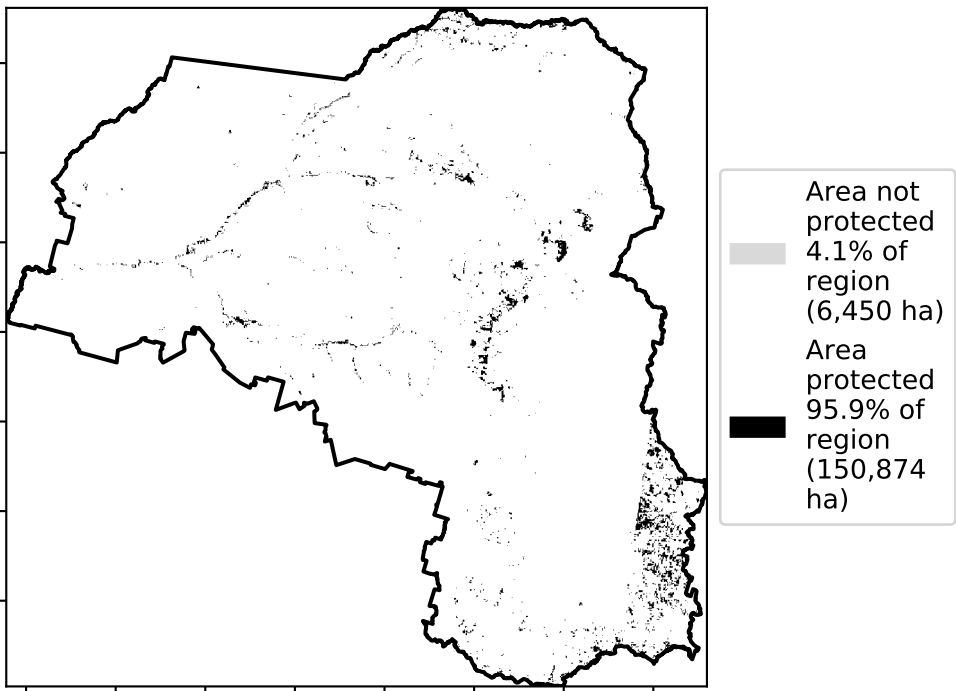 Area not
protected
4.1% of
region
(6,450 ha)
Area
protected
95.9% of
region
(150,874
ha)